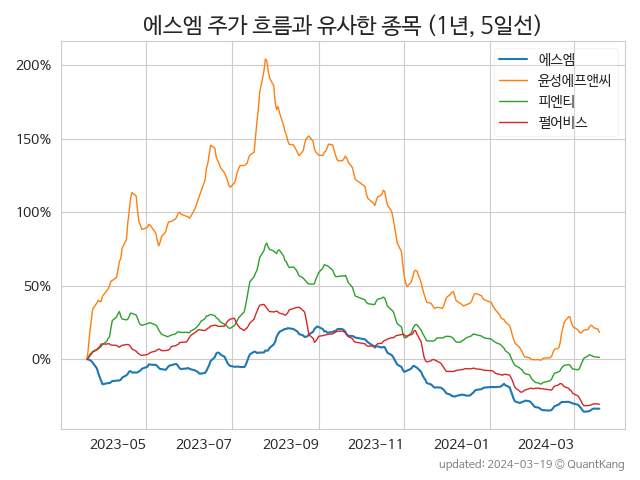 에스엠 주가 흐름과 유사한 종목 (1년, 5일선)
에스엠
윤성에프앤씨
피엔티
펄어비스
200%
150%
100%
50%
0%
2023-05 2023-07 2023-09 2023-11 2024-01 2024-03
updated: 2024-03-19 © QuantKang